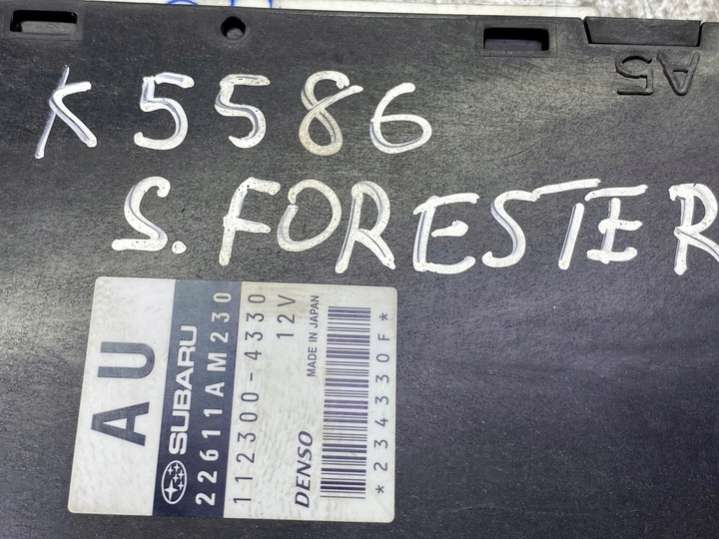 A5
K5586
S. FORESTER
AU
SUBARU
22611AM230
112300-4330
DENSO 12V
MADE IN JAPAN
*234330F*